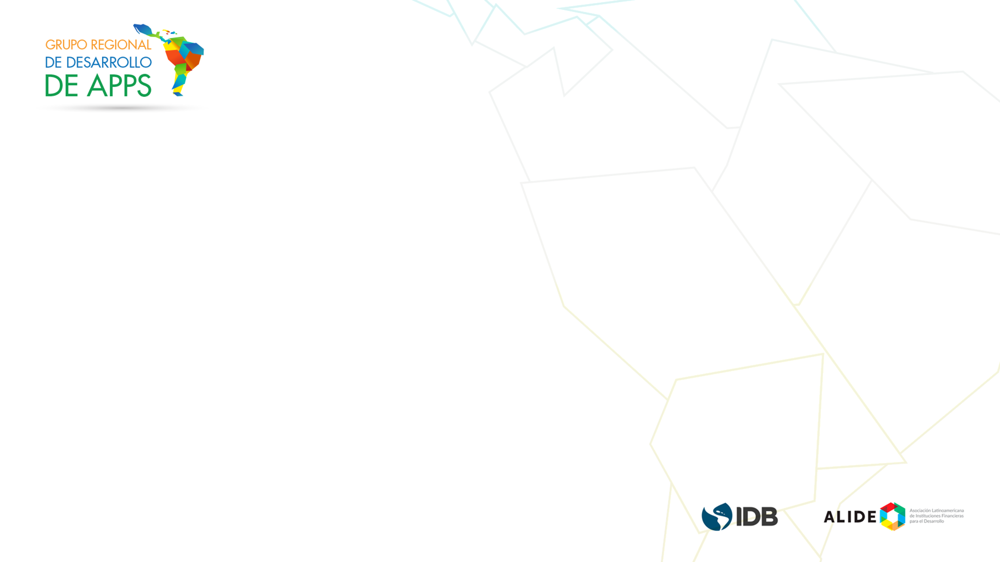 GRUPO REGIONAL
DE DESARROLLO
DE APPS
IDB
ALIDE
Asociación Latinoamericana
de Instituciones Financieras
para el Desarrollo